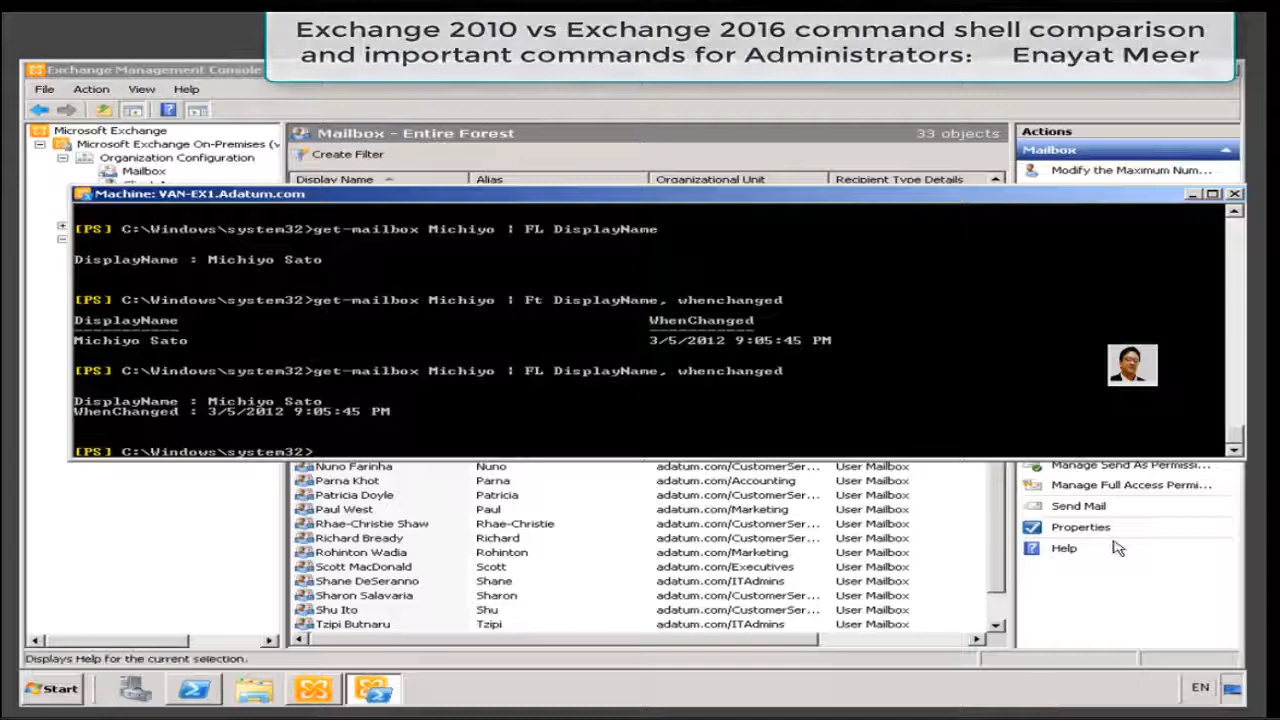 Exchange 2010 vs Exchange 2016 command shell comparison
and important commands for Administrators: Enayat Meer
Exchange Management Console
File Action View Help
Microsoft Exchange
Microsoft Exchange On-Premises (v
Organization Configuration
Mailbox
Mailbox - Entire Forest 33 objects
Create Filter
Display Name Alias Organizational Unit Recipient Type Details
Actions
Mailbox
Modify the Maximum Num...
Machine: VAN-EX1.Adatum.com
[PS] C:\Windows\system32>get-mailbox Michiyo | FL DisplayName
DisplayName : Michiyo Sato
[PS] C:\Windows\system32>get-mailbox Michiyo | Ft DisplayName, whenchanged
DisplayName WhenChanged
----------- -----------
Michiyo Sato 3/5/2012 9:05:45 PM
[PS] C:\Windows\system32>get-mailbox Michiyo | FL DisplayName, whenchanged
DisplayName : Michiyo Sato
WhenChanged : 3/5/2012 9:05:45 PM
[PS] C:\Windows\system32>
Nuno Farinha Nuno adatum.com/CustomerSer... User Mailbox
Parna Khot Parna adatum.com/Accounting User Mailbox
Patricia Doyle Patricia adatum.com/CustomerSer... User Mailbox
Paul West Paul adatum.com/Marketing User Mailbox
Rhae-Christie Shaw Rhae-Christie adatum.com/CustomerSer... User Mailbox
Richard Bready Richard adatum.com/CustomerSer... User Mailbox
Rohinton Wadia Rohinton adatum.com/Marketing User Mailbox
Scott MacDonald Scott adatum.com/Executives User Mailbox
Shane DeSeranno Shane adatum.com/ITAdmins User Mailbox
Sharon Salavaria Sharon adatum.com/CustomerSer... User Mailbox
Shu Ito Shu adatum.com/CustomerSer... User Mailbox
Tzipi Butnaru Tzipi adatum.com/ITAdmins User Mailbox
Manage Send As Permissi...
Manage Full Access Permi...
Send Mail
Properties
Help
Displays Help for the current selection.
Start EN